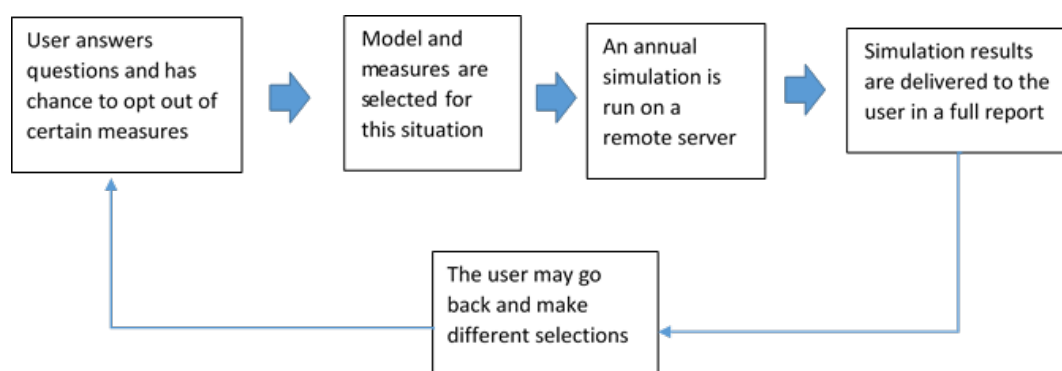 User answers
questions and has
chance to opt out of
certain measures
Model and
measures are
selected for
this situation
An annual
simulation is
run on a
remote server
Simulation results
are delivered to the
user in a full report
The user may go
back and make
different selections